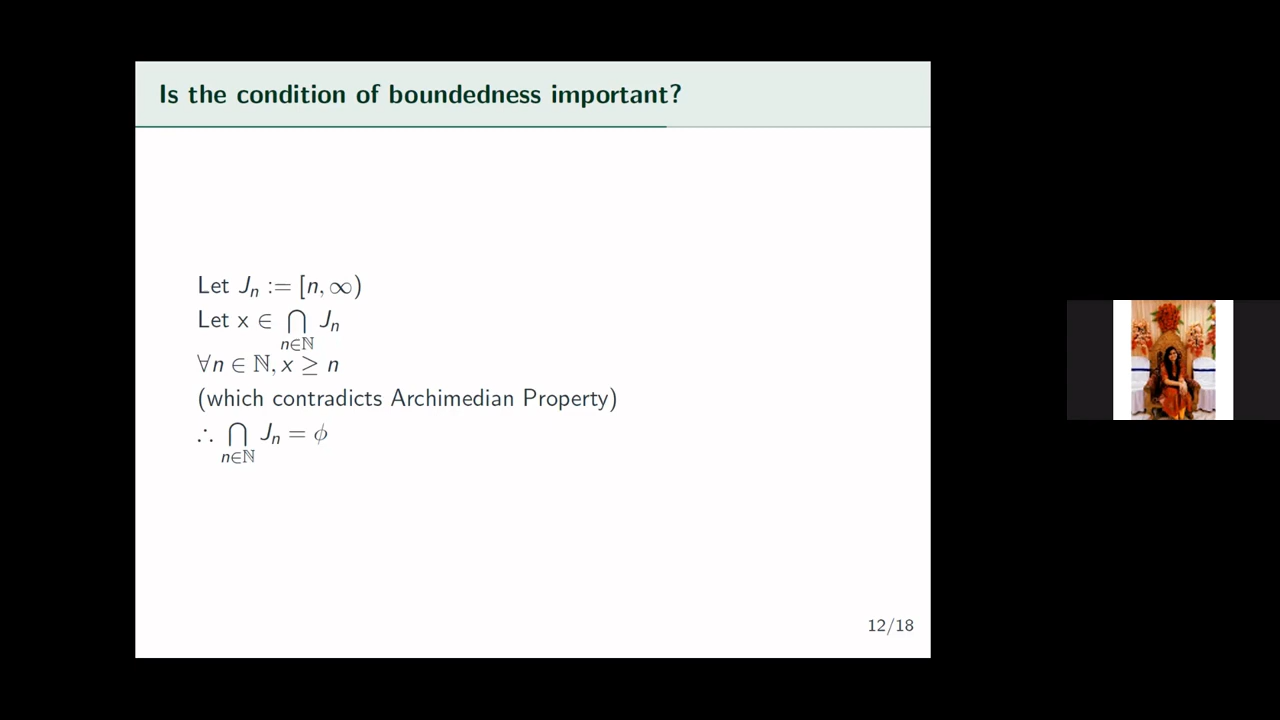 Is the condition of boundedness important?
Let Jₙ := [n, ∞)
Let x ∈ ⋂ Jₙ
n∈ℕ
∀n ∈ ℕ, x ≥ n
(which contradicts Archimedian Property)
∴ ⋂ Jₙ = ϕ
n∈ℕ
12/18